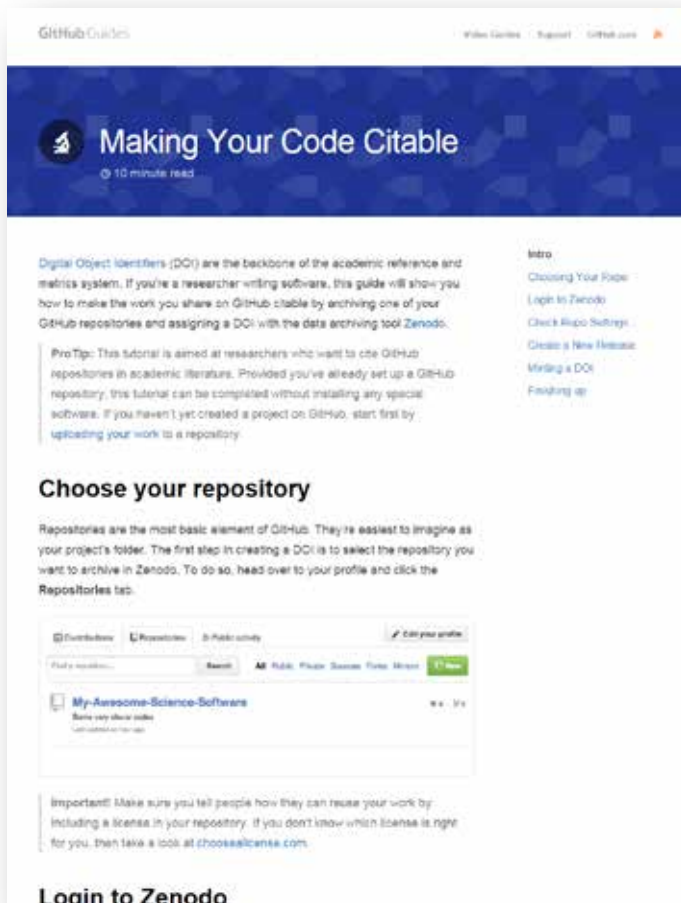 GitHub Guides
Video Guides Support GitHub.com
Making Your Code Citable
10 minute read
Digital Object Identifiers (DOI) are the backbone of the academic reference and
metrics system. If you're a researcher writing software, this guide will show you
how to make the work you share on GitHub citable by archiving one of your
GitHub repositories and assigning a DOI with the data archiving tool Zenodo.
ProTip: This tutorial is aimed at researchers who want to cite GitHub
repositories in academic literature. Provided you've already set up a GitHub
repository, this tutorial can be completed without installing any special
software. If you haven't yet created a project on GitHub, start first by
uploading your work to a repository.
Intro
Choosing Your Repo
Login to Zenodo
Check Repo Settings
Create a New Release
Minting a DOI
Finishing up
Choose your repository
Repositories are the most basic element of GitHub. They're easiest to imagine as
your project's folder. The first step in creating a DOI is to select the repository you
want to archive in Zenodo. To do so, head over to your profile and click the
Repositories tab.
Contributions Repositories Public activity Edit your profile
Find a repository... Search All Public Private Sources Forks Mirrors New
My-Awesome-Science-Software
Some very clever codes
Important! Make sure you tell people how they can reuse your work by
including a license in your repository. If you don't know which license is right
for you, then take a look at choosealicense.com
Login to Zenodo